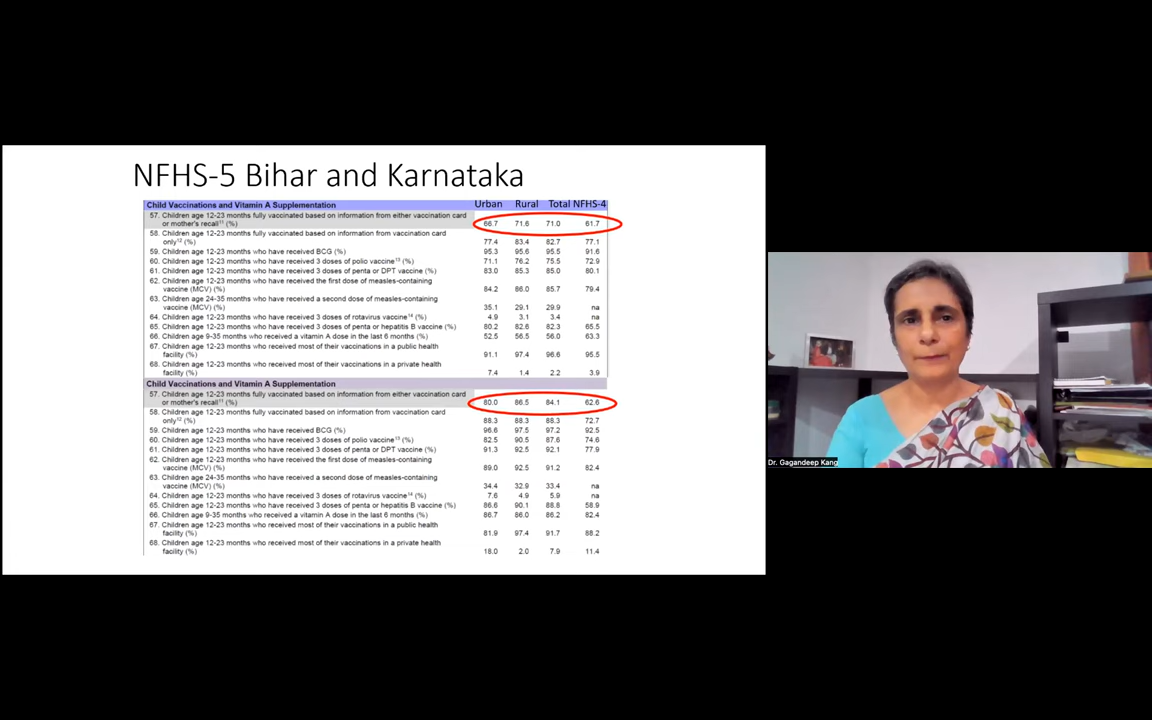 NFHS-5 Bihar and Karnataka
Child Vaccinations and Vitamin A Supplementation Urban Rural Total NFHS-4
57. Children age 12-23 months fully vaccinated based on information from either vaccination card
or mother's recall¹¹ (%) 66.7 71.6 71.0 61.7
58. Children age 12-23 months fully vaccinated based on information from vaccination card
only¹² (%) 77.4 83.4 82.7 77.1
59. Children age 12-23 months who have received BCG (%) 95.3 95.6 95.5 91.6
60. Children age 12-23 months who have received 3 doses of polio vaccine¹³ (%) 71.1 76.2 75.5 72.9
61. Children age 12-23 months who have received 3 doses of penta or DPT vaccine (%) 83.0 85.3 85.0 80.1
62. Children age 12-23 months who have received the first dose of measles-containing
vaccine (MCV) (%) 84.2 86.0 85.7 79.4
63. Children age 24-35 months who have received a second dose of measles-containing
vaccine (MCV) (%) 35.1 29.1 29.9 na
64. Children age 12-23 months who have received 3 doses of rotavirus vaccine¹⁴ (%) 4.9 3.1 3.4 na
65. Children age 12-23 months who have received 3 doses of penta or hepatitis B vaccine (%) 80.2 82.6 82.3 65.5
66. Children age 9-35 months who received a vitamin A dose in the last 6 months (%) 52.5 56.5 56.0 63.3
67. Children age 12-23 months who received most of their vaccinations in a public health
facility (%) 91.1 97.4 96.6 95.5
68. Children age 12-23 months who received most of their vaccinations in a private health
facility (%) 7.4 1.4 2.2 3.9
Child Vaccinations and Vitamin A Supplementation
57. Children age 12-23 months fully vaccinated based on information from either vaccination card
or mother's recall¹¹ (%) 80.0 86.5 84.1 62.6
58. Children age 12-23 months fully vaccinated based on information from vaccination card
only¹² (%) 88.3 88.3 88.3 72.7
59. Children age 12-23 months who have received BCG (%) 96.6 97.5 97.2 92.5
60. Children age 12-23 months who have received 3 doses of polio vaccine¹³ (%) 82.5 90.5 87.6 74.6
61. Children age 12-23 months who have received 3 doses of penta or DPT vaccine (%) 91.3 92.5 92.1 77.9
62. Children age 12-23 months who have received the first dose of measles-containing
vaccine (MCV) (%) 89.0 92.5 91.2 82.4
63. Children age 24-35 months who have received a second dose of measles-containing
vaccine (MCV) (%) 34.4 32.9 33.4 na
64. Children age 12-23 months who have received 3 doses of rotavirus vaccine¹⁴ (%) 7.6 4.9 5.9 na
65. Children age 12-23 months who have received 3 doses of penta or hepatitis B vaccine (%) 86.6 90.1 88.8 58.9
66. Children age 9-35 months who received a vitamin A dose in the last 6 months (%) 86.7 86.0 86.2 82.4
67. Children age 12-23 months who received most of their vaccinations in a public health
facility (%) 81.9 97.4 91.7 88.2
68. Children age 12-23 months who received most of their vaccinations in a private health
facility (%) 18.0 2.0 7.9 11.4
Dr. Gagandeep Kang